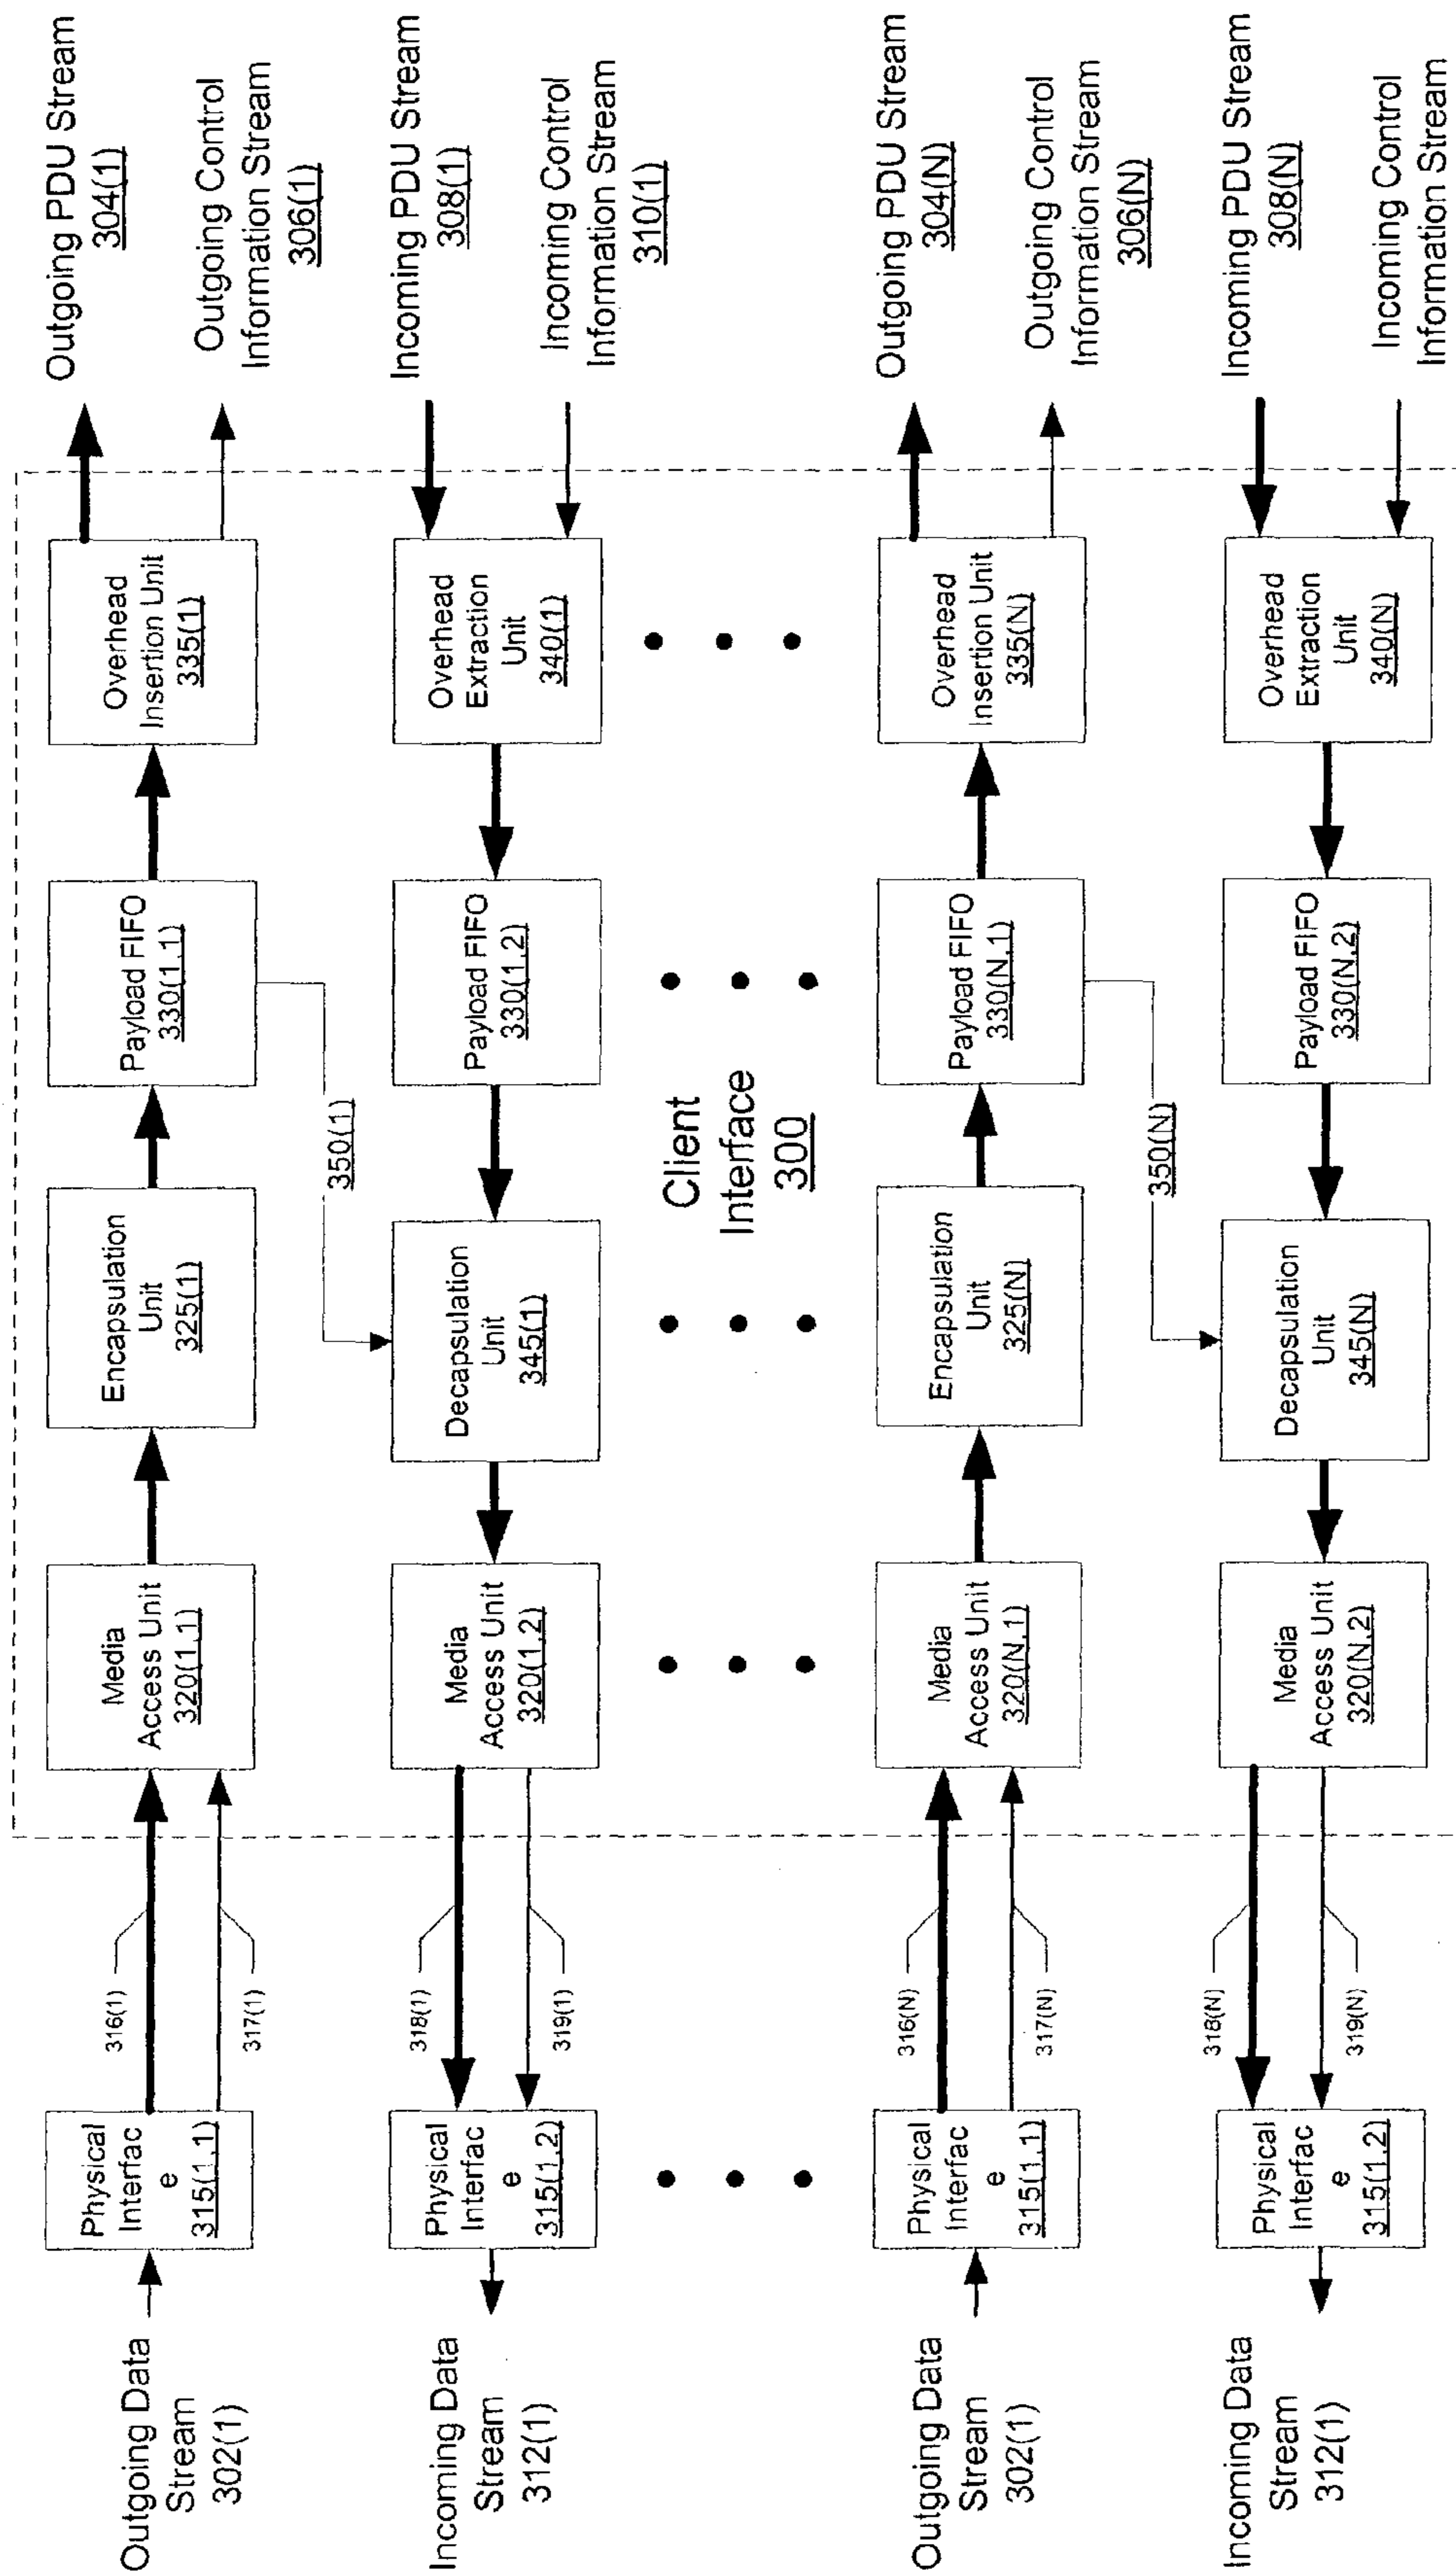 Outgoing Data
Stream
302(1)
Physical
Interfac
e
315(1,1)
316(1)
317(1)
Media
Access Unit
320(1,1)
Encapsulation
Unit
325(1)
Payload FIFO
330(1,1)
Overhead
Insertion Unit
335(1)
Outgoing PDU Stream
304(1)
Outgoing Control
Information Stream
306(1)
350(1)
Incoming Data
Stream
312(1)
Physical
Interfac
e
315(1,2)
318(1)
319(1)
Media
Access Unit
320(1,2)
Decapsulation
Unit
345(1)
Payload FIFO
330(1,2)
Overhead
Extraction
Unit
340(1)
Incoming PDU Stream
308(1)
Incoming Control
Information Stream
310(1)
Client
Interface
300
Outgoing Data
Stream
302(1)
Physical
Interfac
e
315(1,1)
316(N)
317(N)
Media
Access Unit
320(N,1)
Encapsulation
Unit
325(N)
Payload FIFO
330(N,1)
Overhead
Insertion Unit
335(N)
Outgoing PDU Stream
304(N)
Outgoing Control
Information Stream
306(N)
350(N)
Incoming Data
Stream
312(1)
Physical
Interfac
e
315(1,2)
318(N)
319(N)
Media
Access Unit
320(N,2)
Decapsulation
Unit
345(N)
Payload FIFO
330(N,2)
Overhead
Extraction
Unit
340(N)
Incoming PDU Stream
308(N)
Incoming Control
Information Stream